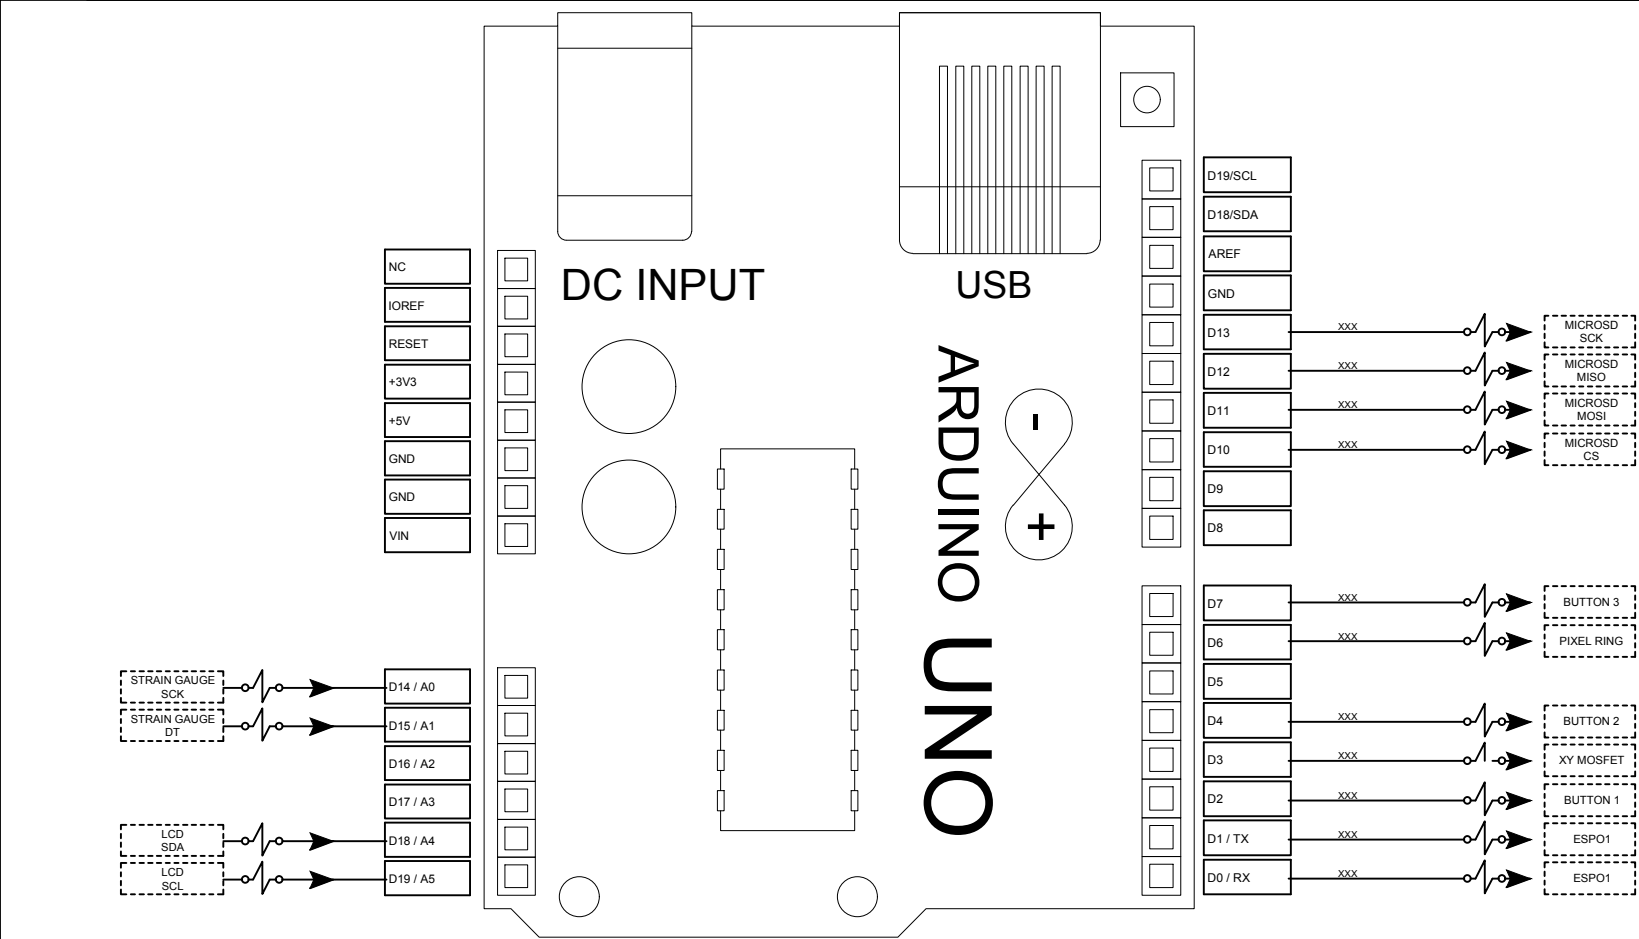 DC INPUT
USB
ARDUINO
UNO
-
+
NC
IOREF
RESET
+3V3
+5V
GND
GND
VIN
STRAIN GAUGE
SCK
D14 / A0
STRAIN GAUGE
DT
D15 / A1
D16 / A2
D17 / A3
LCD
SDA
D18 / A4
LCD
SCL
D19 / A5
D19/SCL
D18/SDA
AREF
GND
D13 XXX MICROSD
SCK
D12 XXX MICROSD
MISO
D11 XXX MICROSD
MOSI
D10 XXX MICROSD
CS
D9
D8
D7 XXX BUTTON 3
D6 XXX PIXEL RING
D5
D4 XXX BUTTON 2
D3 XXX XY MOSFET
D2 XXX BUTTON 1
D1 / TX XXX ESPO1
D0 / RX XXX ESPO1